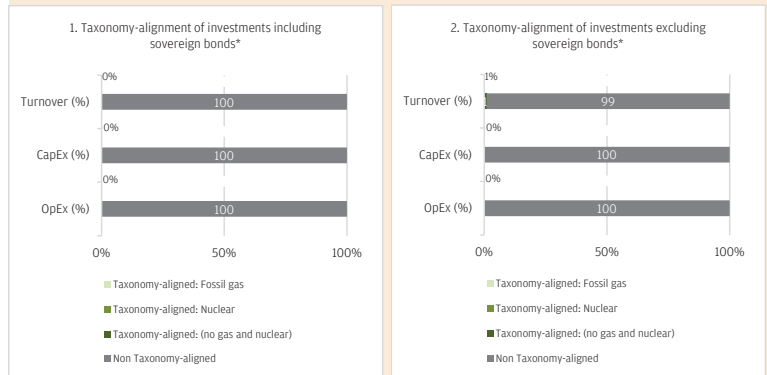 1. Taxonomy-alignment of investments including
sovereign bonds*
0%
Turnover (%)
100
0%
CapEx (%)
100
0%
OpEx (%)
100
0%
50%
100%
Taxonomy-aligned: Fossil gas
Taxonomy-aligned: Nuclear
Taxonomy-aligned: (no gas and nuclear)
Non Taxonomy-aligned
2. Taxonomy-alignment of investments excluding
sovereign bonds*
1%
Turnover (%)
1
99
0%
CapEx (%)
100
0%
OpEx (%)
100
0%
50%
100%
Taxonomy-aligned: Fossil gas
Taxonomy-aligned: Nuclear
Taxonomy-aligned: (no gas and nuclear)
Non Taxonomy-aligned